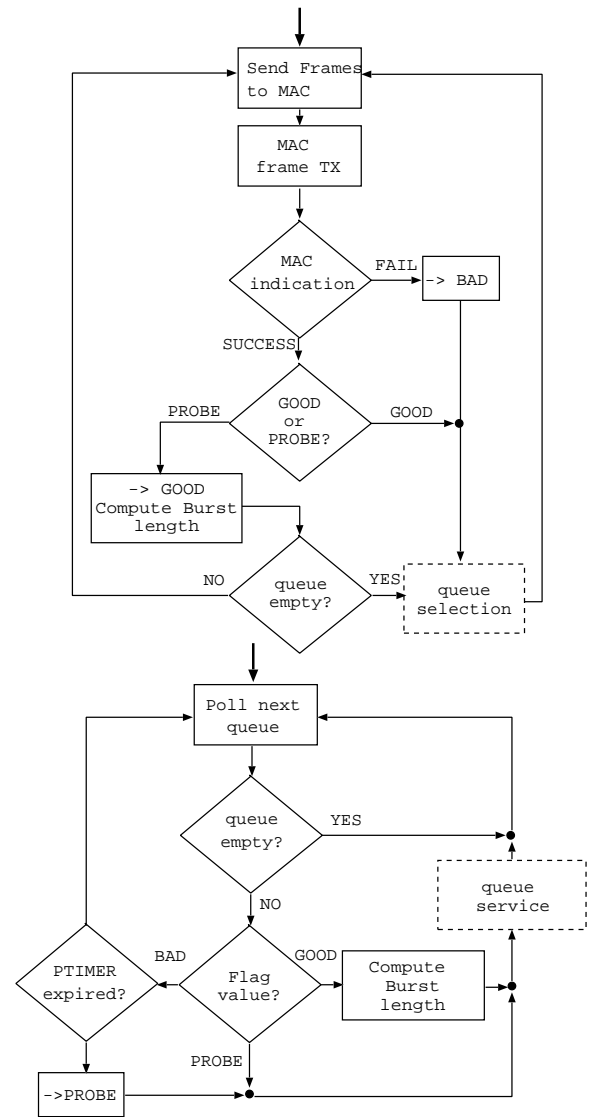 Send Frames
to MAC
MAC
frame TX
MAC
indication
FAIL
-> BAD
SUCCESS
GOOD
or
PROBE?
PROBE
GOOD
-> GOOD
Compute Burst
length
NO
queue
empty?
YES
queue
selection
Poll next
queue
queue
empty?
YES
queue
service
NO
PTIMER
expired?
BAD
Flag
value?
GOOD
Compute
Burst
length
PROBE
->PROBE